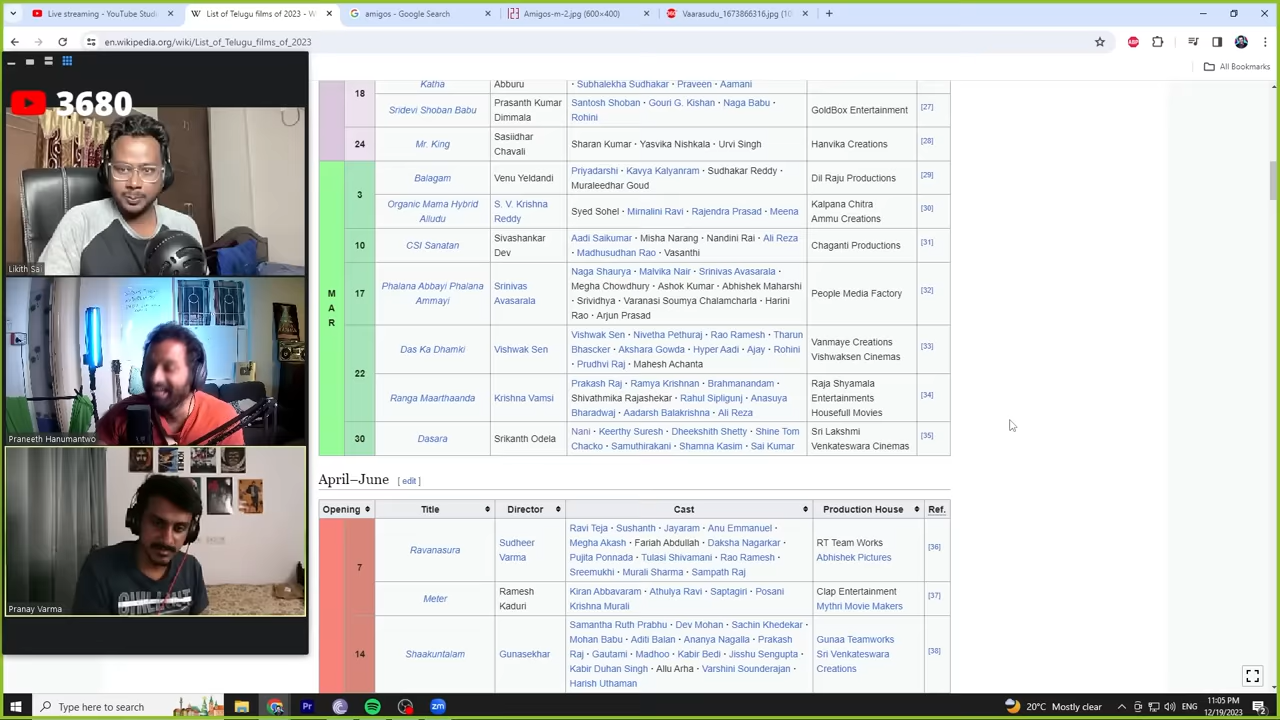 Live streaming - YouTube Stud
List of Telugu films of 2023 - W
amigos - Google Search
Amigos-m-2.jpg (600×400)
Vaarasudu_1673866316.jpg (10
en.wikipedia.org/wiki/List_of_Telugu_films_of_2023
ABP
All Bookmarks
3680
Likith Sai
Praneeth Hanumantwo
Pranay Varma
Katha
Abburu
· Subhalekha Sudhakar · Praveen · Aamani
18
Sridevi Shoban Babu
Prasanth Kumar
Dimmala
Santosh Shoban · Gouri G. Kishan · Naga Babu ·
Rohini
GoldBox Entertainment
[27]
24
Mr. King
Sasiidhar
Chavali
Sharan Kumar · Yasvika Nishkala · Urvi Singh
Hanvika Creations
[28]
M
A
R
3
Balagam
Venu Yeldandi
Priyadarshi · Kavya Kalyanram · Sudhakar Reddy ·
Muraleedhar Goud
Dil Raju Productions
[29]
Organic Mama Hybrid
Alludu
S. V. Krishna
Reddy
Syed Sohel · Mirnalini Ravi · Rajendra Prasad · Meena
Kalpana Chitra
Ammu Creations
[30]
10
CSI Sanatan
Sivashankar
Dev
Aadi Saikumar · Misha Narang · Nandini Rai · Ali Reza
· Madhusudhan Rao · Vasanthi
Chaganti Productions
[31]
17
Phalana Abbayi Phalana
Ammayi
Srinivas
Avasarala
Naga Shaurya · Malvika Nair · Srinivas Avasarala ·
Megha Chowdhury · Ashok Kumar · Abhishek Maharshi
· Srividhya · Varanasi Soumya Chalamcharla · Harini
Rao · Arjun Prasad
People Media Factory
[32]
22
Das Ka Dhamki
Vishwak Sen
Vishwak Sen · Nivetha Pethuraj · Rao Ramesh · Tharun
Bhascker · Akshara Gowda · Hyper Aadi · Ajay · Rohini
· Prudhvi Raj · Mahesh Achanta
Vanmaye Creations
Vishwaksen Cinemas
[33]
Ranga Maarthaanda
Krishna Vamsi
Prakash Raj · Ramya Krishnan · Brahmanandam ·
Shivathmika Rajashekar · Rahul Sipligunj · Anasuya
Bharadwaj · Aadarsh Balakrishna · Ali Reza
Raja Shyamala
Entertainments
Housefull Movies
[34]
30
Dasara
Srikanth Odela
Nani · Keerthy Suresh · Dheekshith Shetty · Shine Tom
Chacko · Samuthirakani · Shamna Kasim · Sai Kumar
Sri Lakshmi
Venkateswara Cinemas
[35]
April–June [ edit ]
Opening
Title
Director
Cast
Production House
Ref.
7
Ravanasura
Sudheer
Varma
Ravi Teja · Sushanth · Jayaram · Anu Emmanuel ·
Megha Akash · Fariah Abdullah · Daksha Nagarkar ·
Pujita Ponnada · Tulasi Shivamani · Rao Ramesh ·
Sreemukhi · Murali Sharma · Sampath Raj
RT Team Works
Abhishek Pictures
[36]
Meter
Ramesh
Kaduri
Kiran Abbavaram · Athulya Ravi · Saptagiri · Posani
Krishna Murali
Clap Entertainment
Mythri Movie Makers
[37]
14
Shaakuntalam
Gunasekhar
Samantha Ruth Prabhu · Dev Mohan · Sachin Khedekar ·
Mohan Babu · Aditi Balan · Ananya Nagalla · Prakash
Raj · Gautami · Madhoo · Kabir Bedi · Jisshu Sengupta ·
Kabir Duhan Singh · Allu Arha · Varshini Sounderajan ·
Harish Uthaman
Gunaa Teamworks
Sri Venkateswara
Creations
[38]
Type here to search
Pr
zm
20°C Mostly clear
ENG
11:05 PM
12/19/2023
2